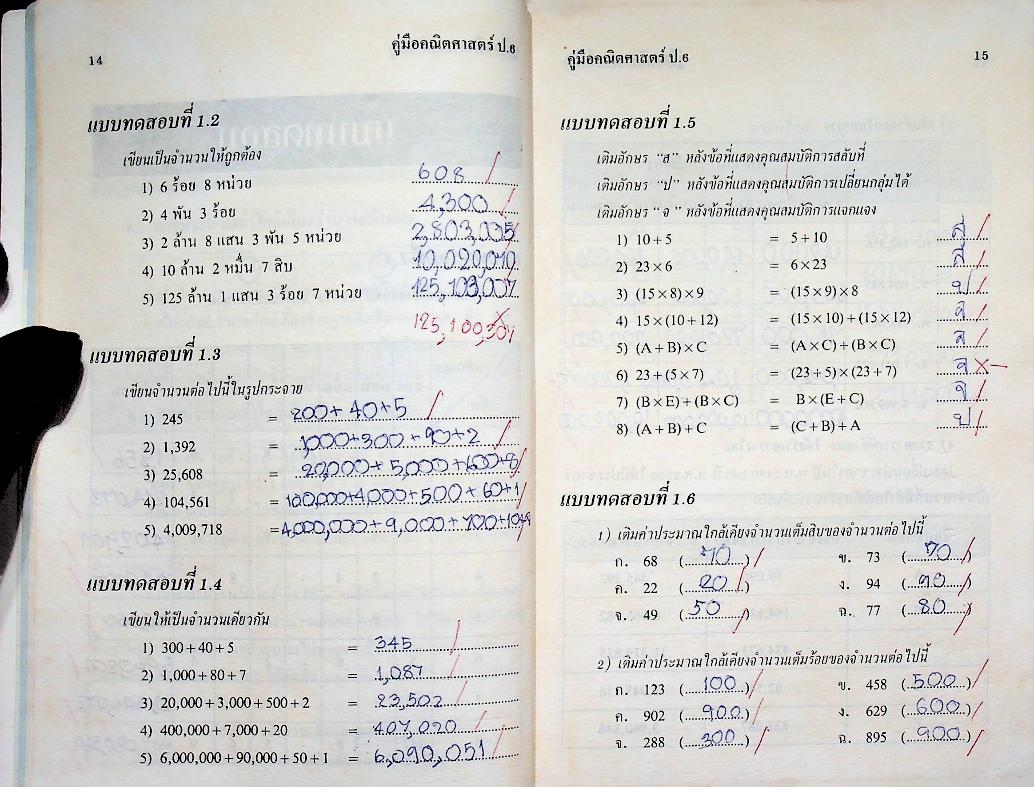 14
คู่มือคณิตศาสตร์ ป.6
แบบทดสอบที่ 1.2
เขียนเป็นจำนวนให้ถูกต้อง
1) 6 ร้อย 8 หน่วย 608
2) 4 พัน 3 ร้อย 4,300
3) 2 ล้าน 8 แสน 3 พัน 5 หน่วย 2,803,005
4) 10 ล้าน 2 หมื่น 7 สิบ 10,020,070
5) 125 ล้าน 1 แสน 3 ร้อย 7 หน่วย 125,103,007
125,100,307
แบบทดสอบที่ 1.3
เขียนจำนวนต่อไปนี้ในรูปกระจาย
1) 245 = 200+40+5
2) 1,392 = 1000+300+90+2
3) 25,608 = 20,000+5,000+600+8
4) 104,561 = 100,000+4000+500+60+1
5) 4,009,718 = 4,000,000+9,000+700+10+8
แบบทดสอบที่ 1.4
เขียนให้เป็นจำนวนเดียวกัน
1) 300+40+5 = 345
2) 1,000+80+7 = 1,087
3) 20,000+3,000+500+2 = 23,502
4) 400,000+7,000+20 = 407,020
5) 6,000,000+90,000+50+1 = 6,090,051
คู่มือคณิตศาสตร์ ป.6
15
แบบทดสอบที่ 1.5
เติมอักษร "ส" หลังข้อที่แสดงคุณสมบัติการสลับที่
เติมอักษร "ป" หลังข้อที่แสดงคุณสมบัติการเปลี่ยนกลุ่มได้
เติมอักษร "จ" หลังข้อที่แสดงคุณสมบัติการแจกแจง
1) 10+5 = 5+10 ส
2) 23×6 = 6×23 ส
3) (15×8)×9 = (15×9)×8 ป
4) 15×(10+12) = (15×10)+(15×12) จ
5) (A+B)×C = (A×C)+(B×C) จ
6) 23+(5×7) = (23+5)×(23+7) จ
7) (B×E)+(B×C) = B×(E+C) จ
8) (A+B)+C = (C+B)+A ป
แบบทดสอบที่ 1.6
1) เติมค่าประมาณใกล้เคียงจำนวนเต็มสิบของจำนวนต่อไปนี้
ก. 68 (70) ข. 73 (70)
ค. 22 (20) ง. 94 (90)
จ. 49 (50) ฉ. 77 (80)
2) เติมค่าประมาณใกล้เคียงจำนวนเต็มร้อยของจำนวนต่อไปนี้
ก. 123 (100) ข. 458 (500)
ค. 902 (900) ง. 629 (600)
จ. 288 (300) ฉ. 895 (900)